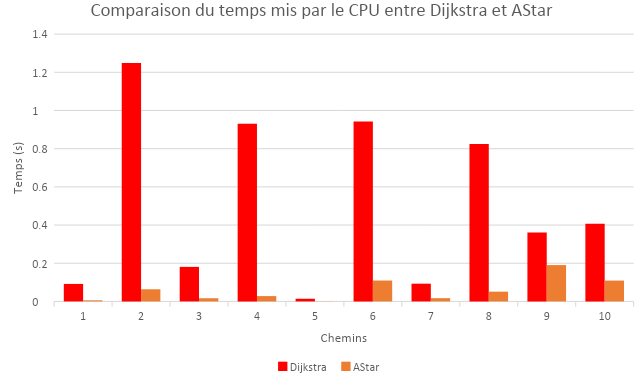 Comparaison du temps mis par le CPU entre Dijkstra et AStar
1.4
1.2
1
0.8
0.6
0.4
0.2
0
Temps (s)
1 2 3 4 5 6 7 8 9 10
Chemins
Dijkstra AStar